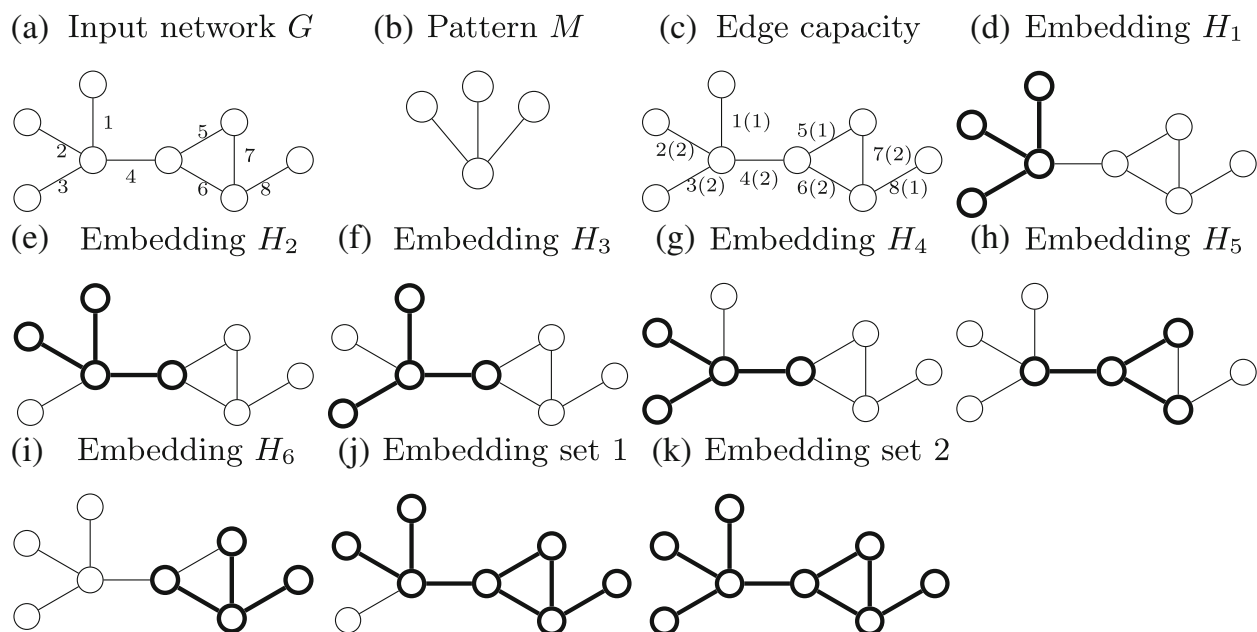 (a) Input network G
(b) Pattern M
(c) Edge capacity
(d) Embedding H₁
1
2
3
4
5
6
7
8
1(1)
2(2)
3(2)
4(2)
5(1)
6(2)
7(2)
8(1)
(e) Embedding H₂
(f) Embedding H₃
(g) Embedding H₄
(h) Embedding H₅
(i) Embedding H₆
(j) Embedding set 1
(k) Embedding set 2